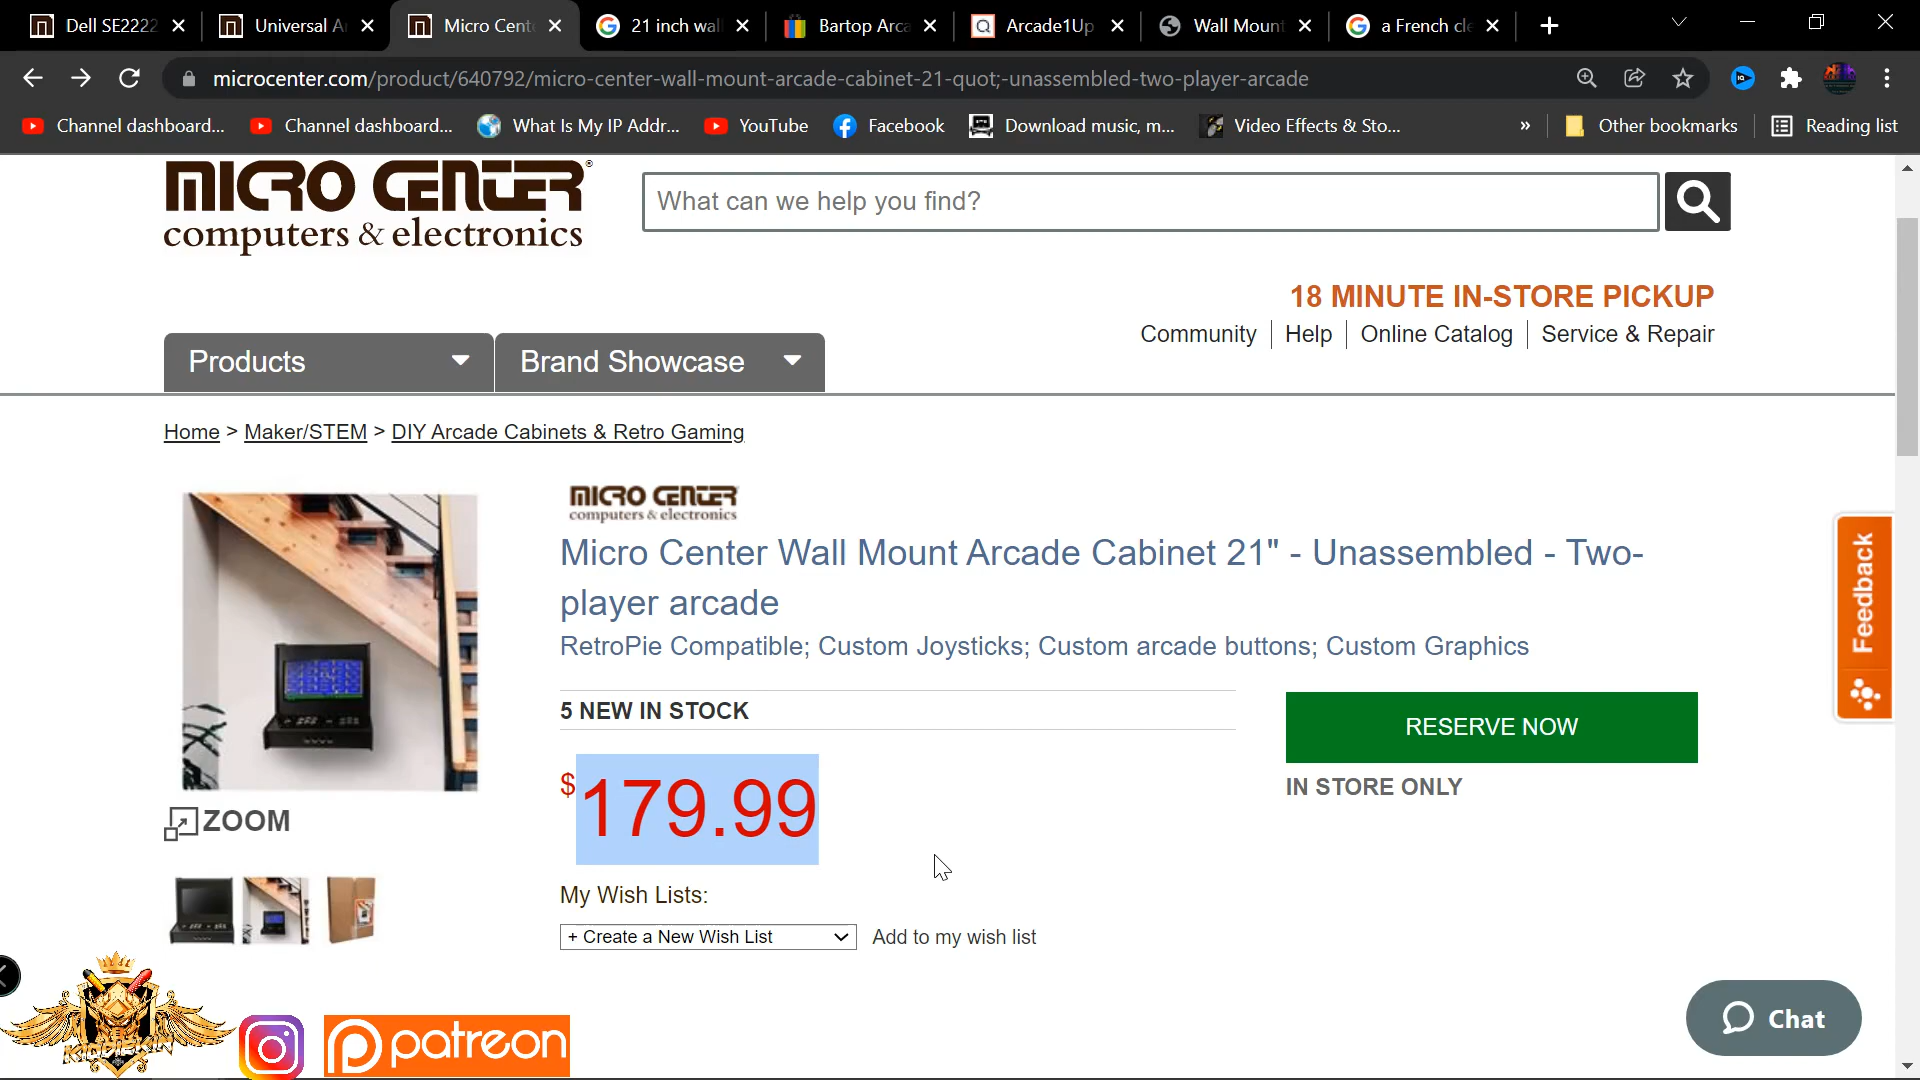 Dell SE2222
Universal A
Micro Cent
21 inch wal
Bartop Arca
Arcade1Up
Wall Mount
a French cle
microcenter.com/product/640792/micro-center-wall-mount-arcade-cabinet-21-quot;-unassembled-two-player-arcade
Channel dashboard...
Channel dashboard...
What Is My IP Addr...
YouTube
Facebook
Download music, m...
Video Effects & Sto...
»
Other bookmarks
Reading list
MICRO CENTER®
computers & electronics
What can we help you find?
18 MINUTE IN-STORE PICKUP
Community
Help
Online Catalog
Service & Repair
Products
Brand Showcase
Home > Maker/STEM > DIY Arcade Cabinets & Retro Gaming
MICRO CENTER
computers & electronics
Micro Center Wall Mount Arcade Cabinet 21" - Unassembled - Two-
player arcade
RetroPie Compatible; Custom Joysticks; Custom arcade buttons; Custom Graphics
5 NEW IN STOCK
RESERVE NOW
IN STORE ONLY
$179.99
ZOOM
My Wish Lists:
+ Create a New Wish List
Add to my wish list
Feedback
Chat
patreon